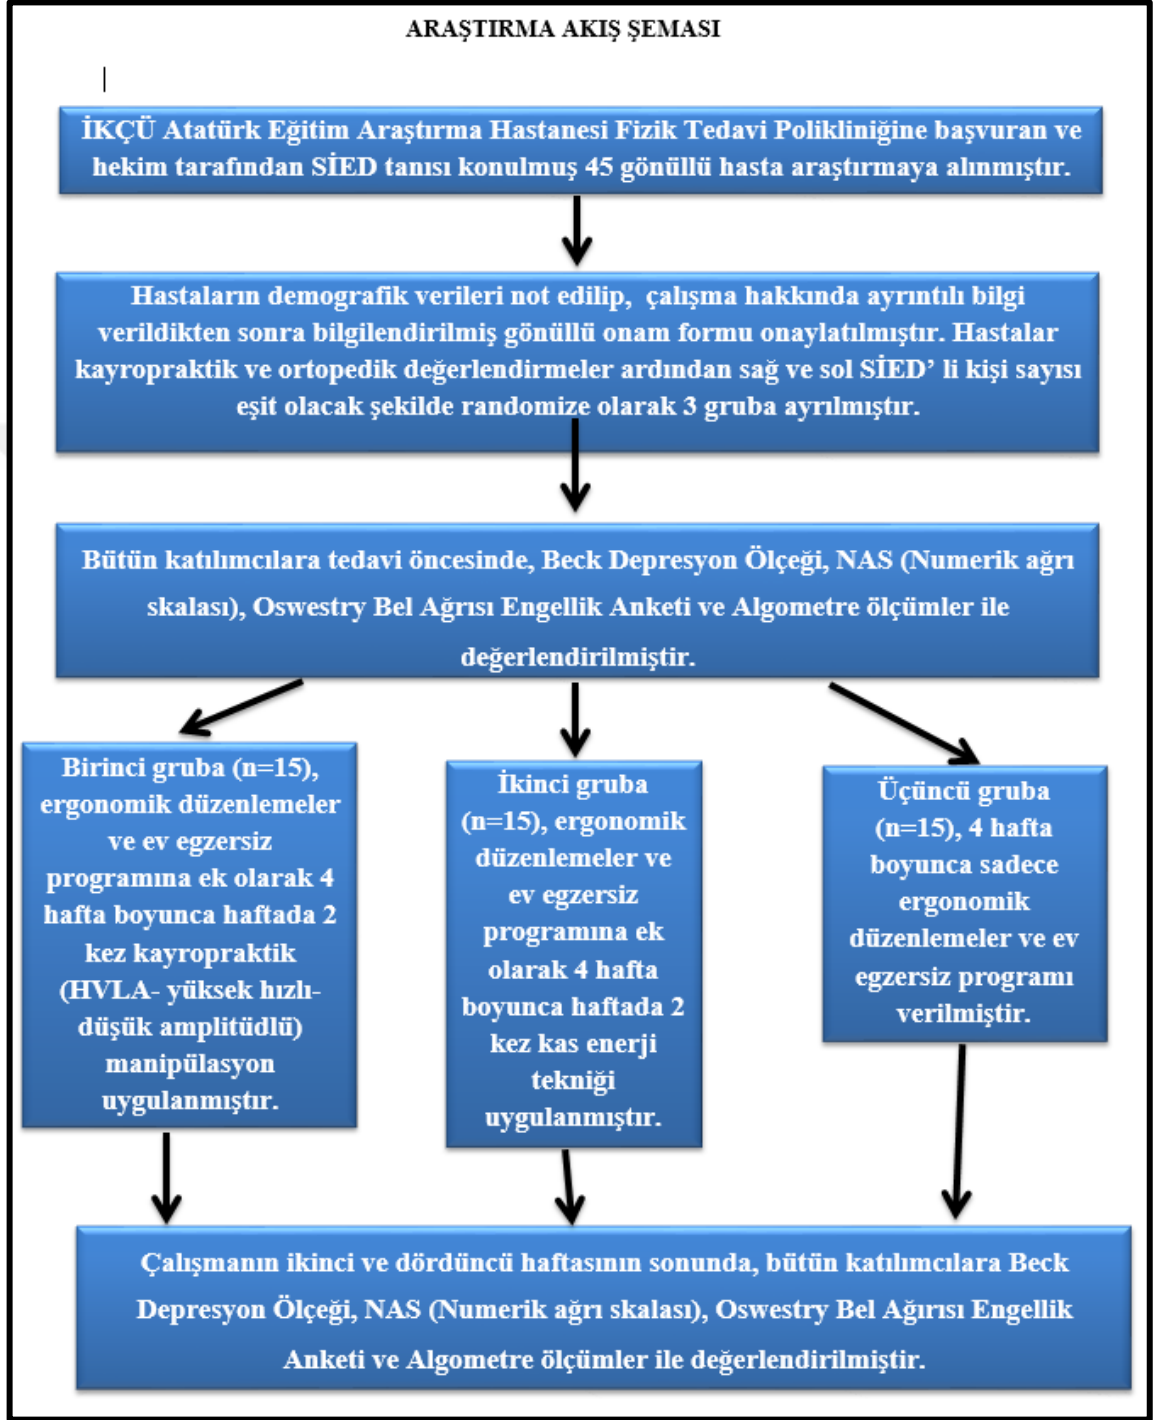 ARAŞTIRMA AKIŞ ŞEMASI
İKÇÜ Atatürk Eğitim Araştırma Hastanesi Fizik Tedavi Polikliniğine başvuran ve
hekim tarafından SİED tanısı konulmuş 45 gönüllü hasta araştırmaya alınmıştır.
Hastaların demografik verileri not edilip, çalışma hakkında ayrıntılı bilgi
verildikten sonra bilgilendirilmiş gönüllü onam formu onaylatılmıştır. Hastalar
kayropraktik ve ortopedik değerlendirmeler ardından sağ ve sol SİED' li kişi sayısı
eşit olacak şekilde randomize olarak 3 gruba ayrılmıştır.
Bütün katılımcılara tedavi öncesinde, Beck Depresyon Ölçeği, NAS (Numerik ağrı
skalası), Oswestry Bel Ağrısı Engellik Anketi ve Algometre ölçümler ile
değerlendirilmiştir.
Birinci gruba (n=15),
ergonomik düzenlemeler
ve ev egzersiz
programına ek olarak 4
hafta boyunca haftada 2
kez kayropraktik
(HVLA- yüksek hızlı-
düşük amplitüdlü)
manipülasyon
uygulanmıştır.
İkinci gruba
(n=15), ergonomik
düzenlemeler ve
ev egzersiz
programına ek
olarak 4 hafta
boyunca haftada 2
kez kas enerji
tekniği
uygulanmıştır.
Üçüncü gruba
(n=15), 4 hafta
boyunca sadece
ergonomik
düzenlemeler ve ev
egzersiz programı
verilmiştir.
Çalışmanın ikinci ve dördüncü haftasının sonunda, bütün katılımcılara Beck
Depresyon Ölçeği, NAS (Numerik ağrı skalası), Oswestry Bel Ağırısı Engellik
Anketi ve Algometre ölçümler ile değerlendirilmiştir.